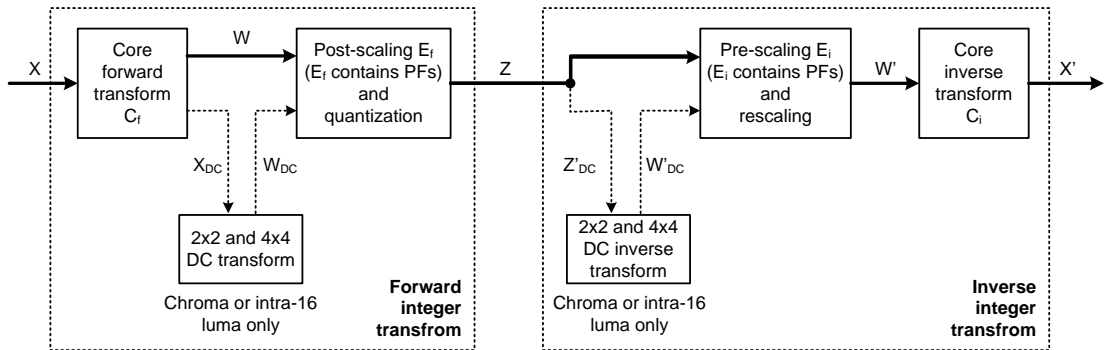 X
Core
forward
transform
Cf
W
Post-scaling Ef
(Ef contains PFs)
and
quantization
Z
Pre-scaling Ei
(Ei contains PFs)
and
rescaling
W'
Core
inverse
transform
Ci
X'
XDC
WDC
Z'DC
W'DC
2x2 and 4x4
DC transform
2x2 and 4x4
DC inverse
transform
Chroma or intra-16
luma only
Forward
integer
transfrom
Chroma or intra-16
luma only
Inverse
integer
transfrom